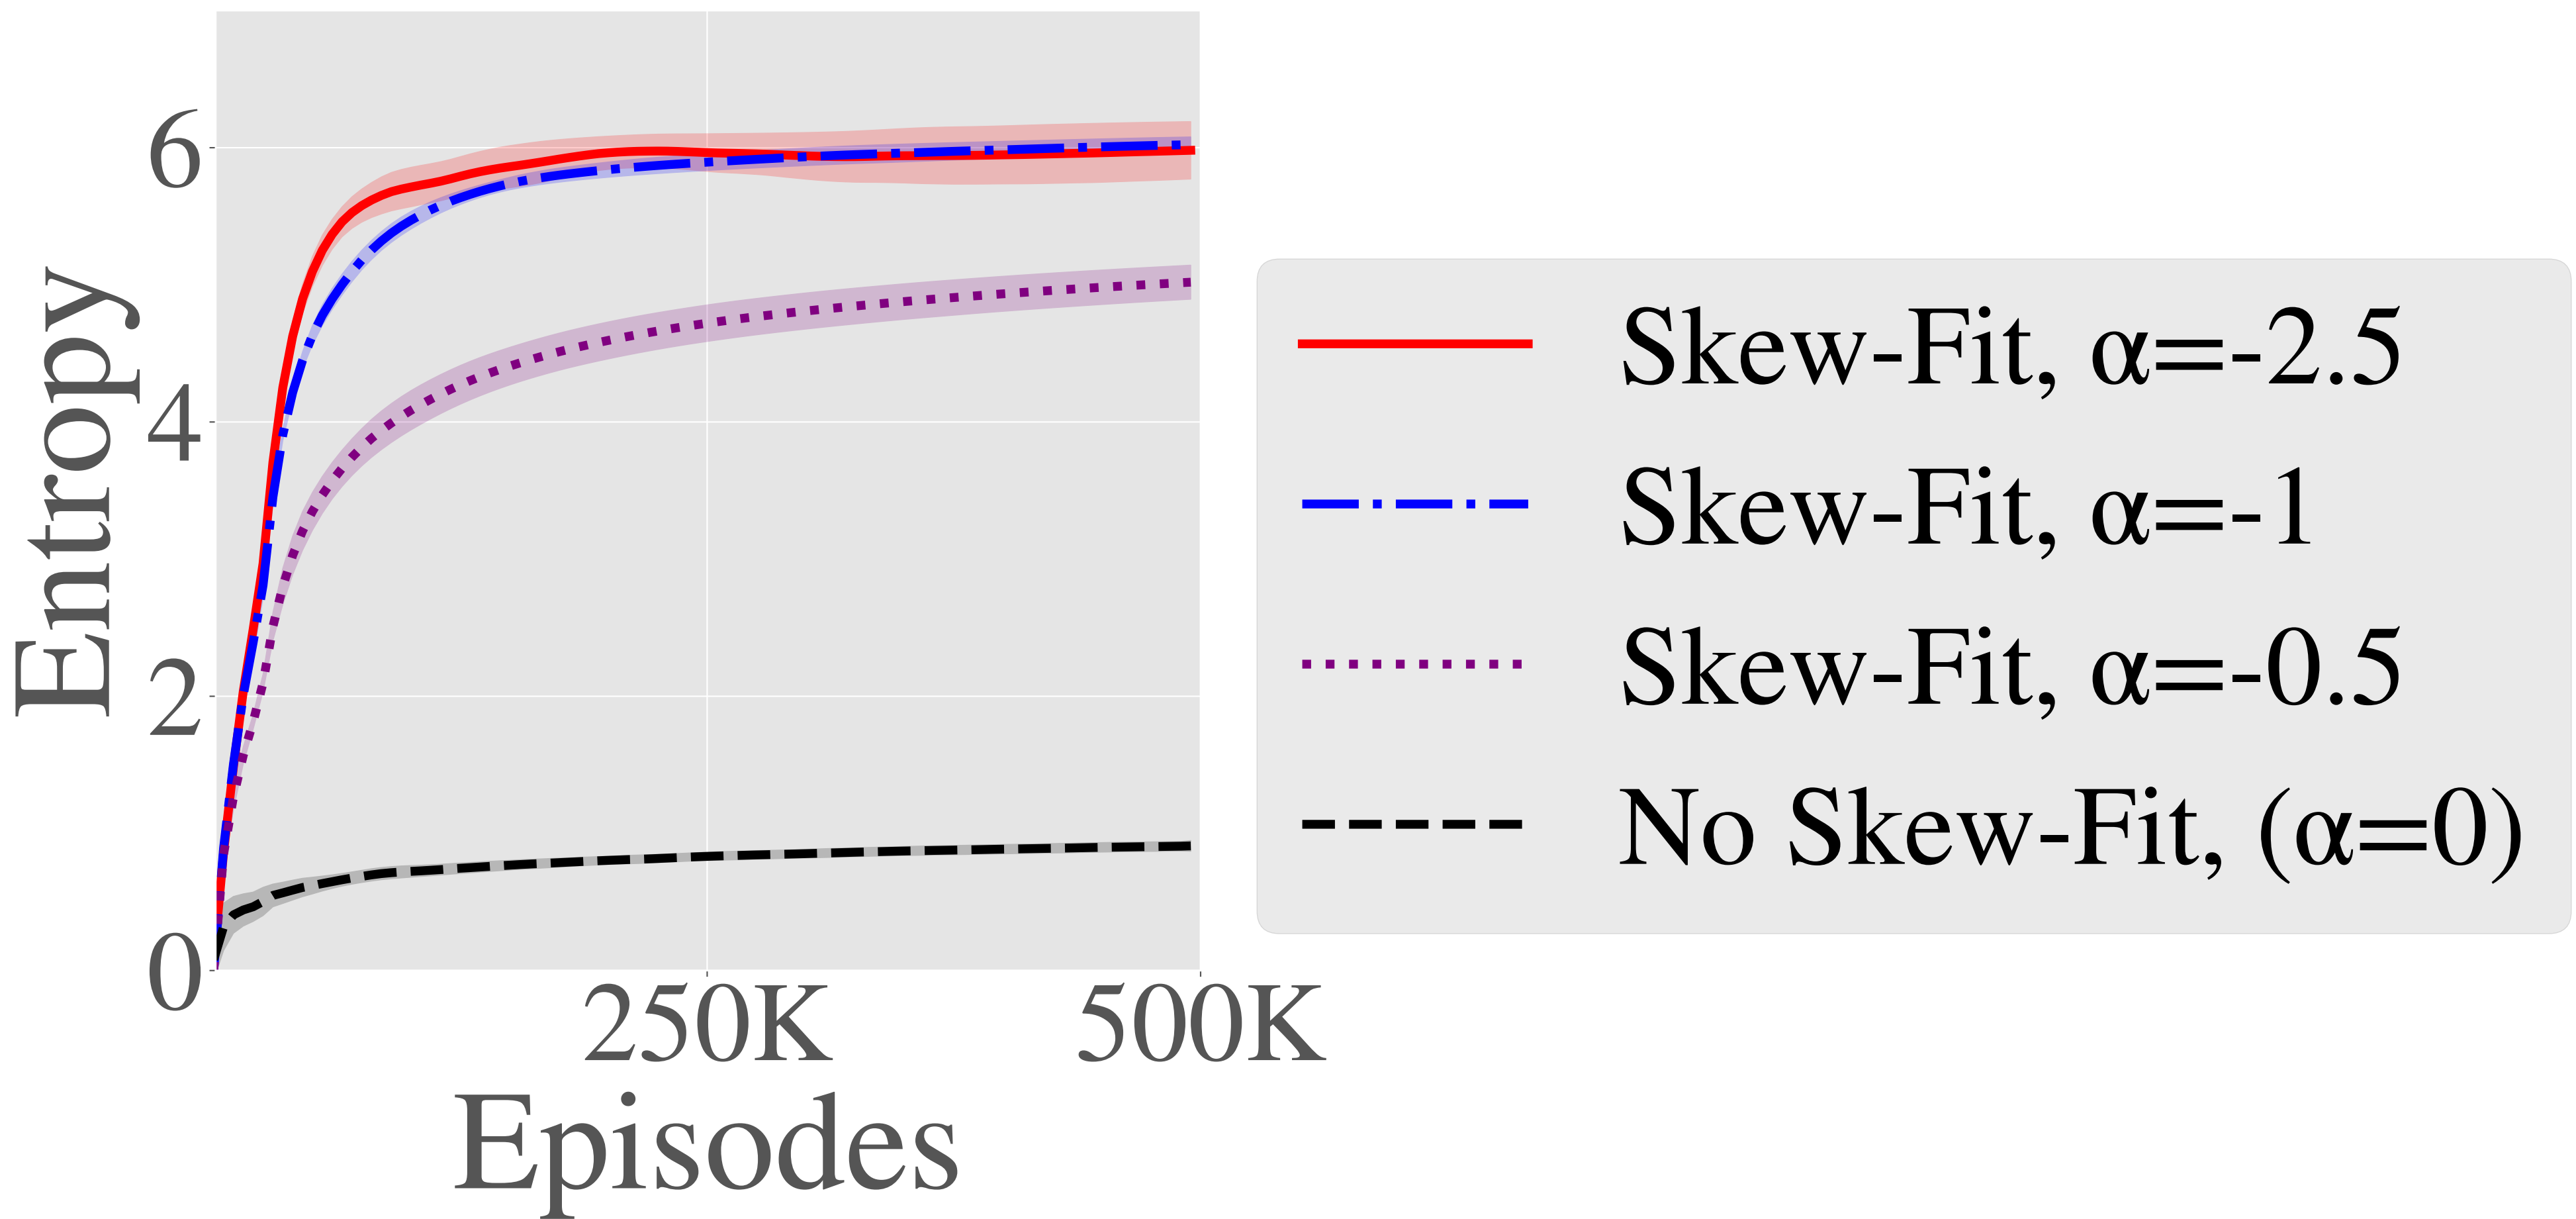 Entropy
6
4
2
0
250K
500K
Episodes
Skew-Fit, α=-2.5
Skew-Fit, α=-1
Skew-Fit, α=-0.5
No Skew-Fit, (α=0)